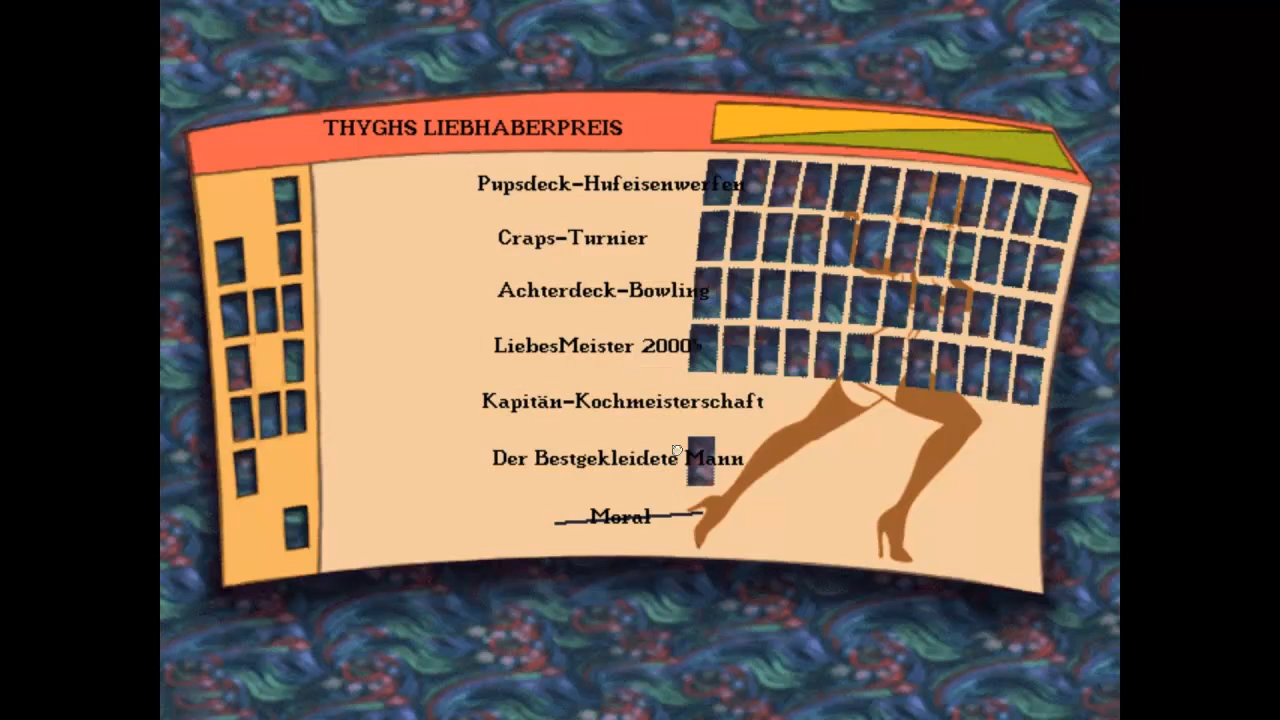 THYGHS LIEBHABERPREIS
Pupsdeck-Hufeisenwerfen
Craps-Turnier
Achterdeck-Bowling
LiebesMeister 2000's
Kapitän-Kochmeisterschaft
Der Bestgekleidete Mann
Moral